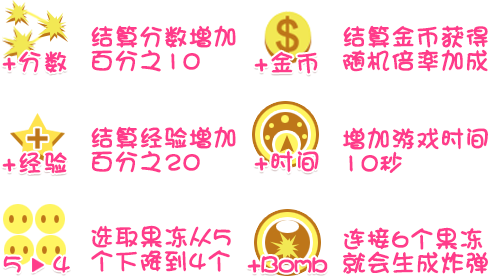 +分数
结算分数增加
百分之10
$
+金币
结算金币获得
随机倍率加成
+
+经验
结算经验增加
百分之20
+时间
增加游戏时间
10秒
5▶4
选取果冻从5
个下降到4个
+Bomb
连接6个果冻
就会生成炸弹